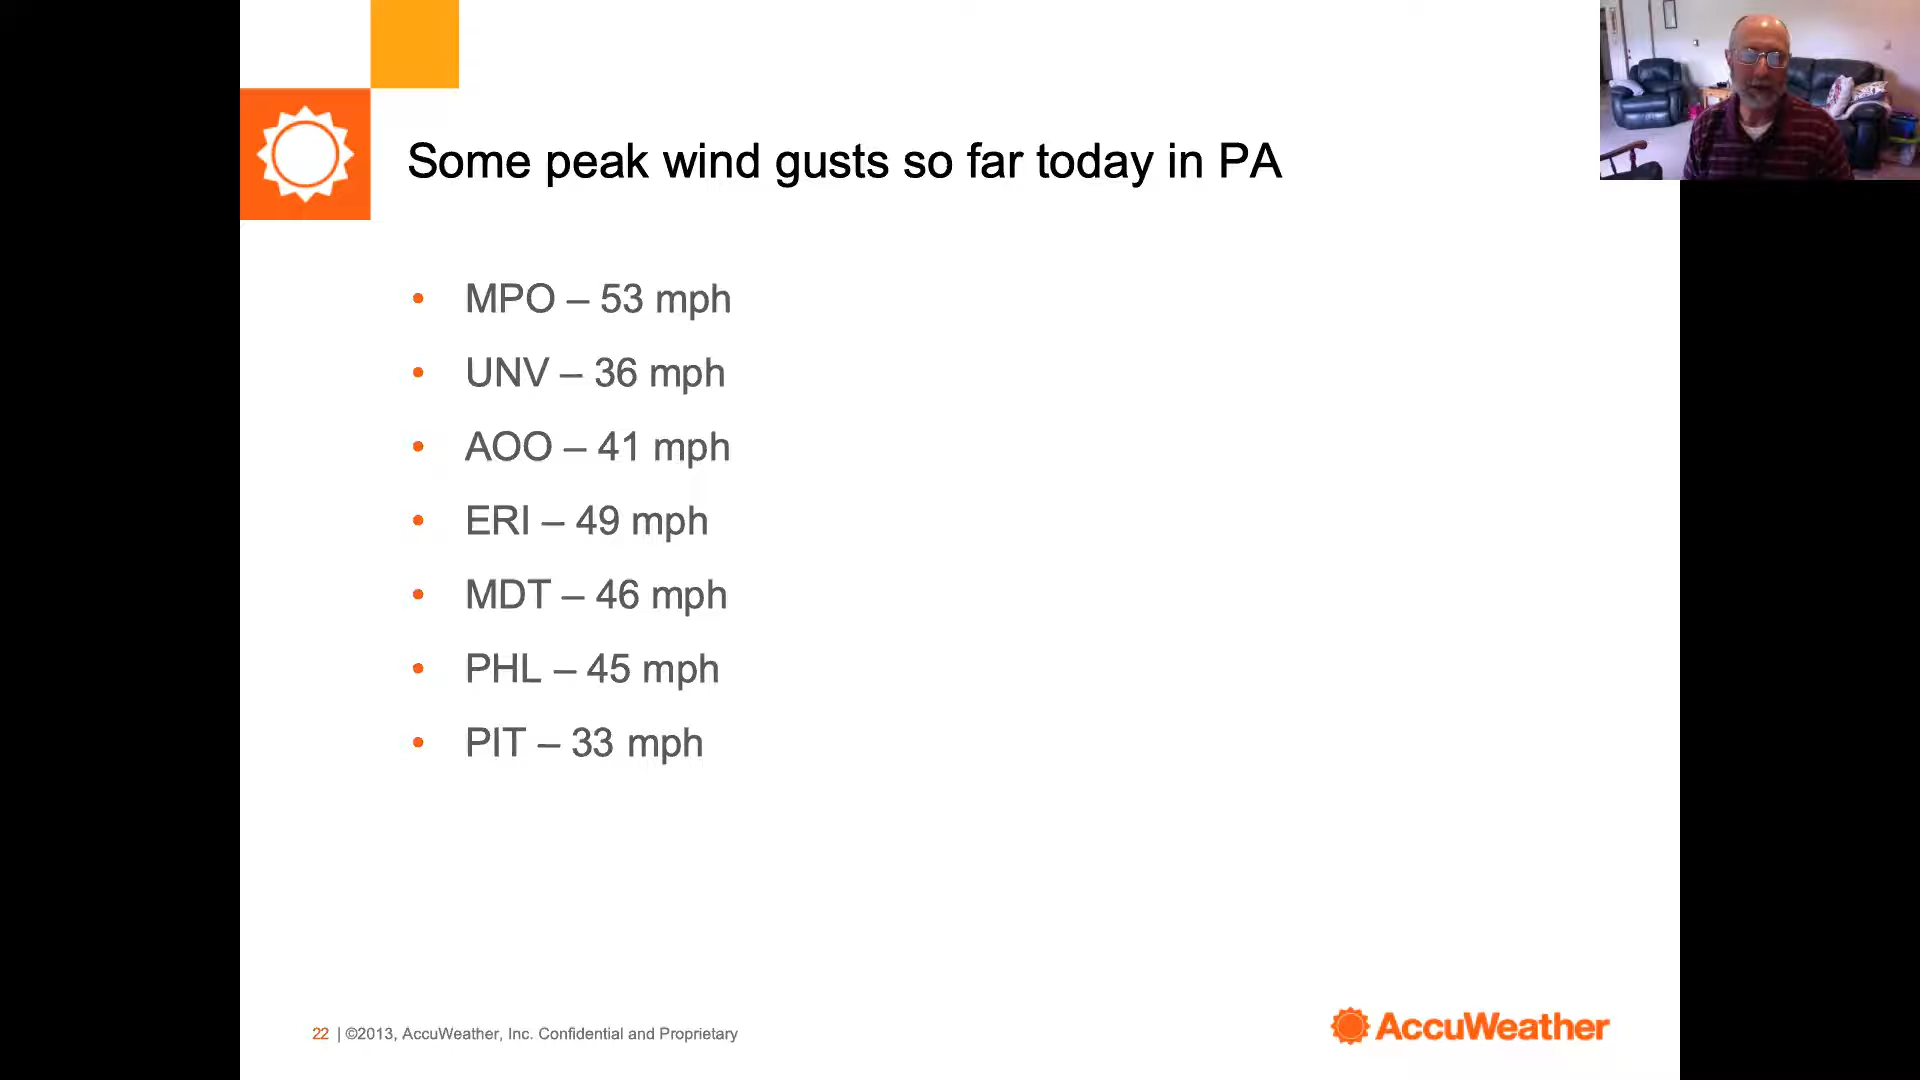 Some peak wind gusts so far today in PA
• MPO – 53 mph
• UNV – 36 mph
• AOO – 41 mph
• ERI – 49 mph
• MDT – 46 mph
• PHL – 45 mph
• PIT – 33 mph
22 | ©2013, AccuWeather, Inc. Confidential and Proprietary
AccuWeather